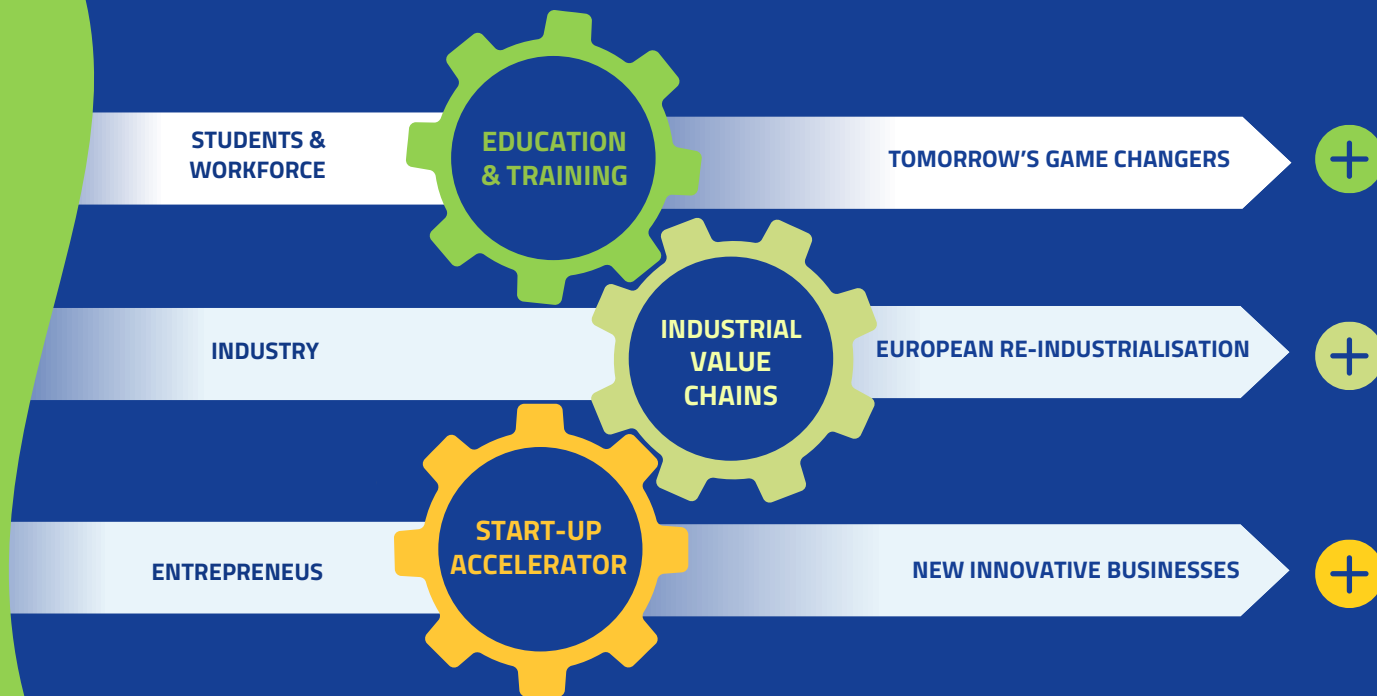 STUDENTS &
WORKFORCE
EDUCATION
& TRAINING
TOMORROW'S GAME CHANGERS
INDUSTRY
INDUSTRIAL
VALUE
CHAINS
EUROPEAN RE-INDUSTRIALISATION
ENTREPRENEUS
START-UP
ACCELERATOR
NEW INNOVATIVE BUSINESSES